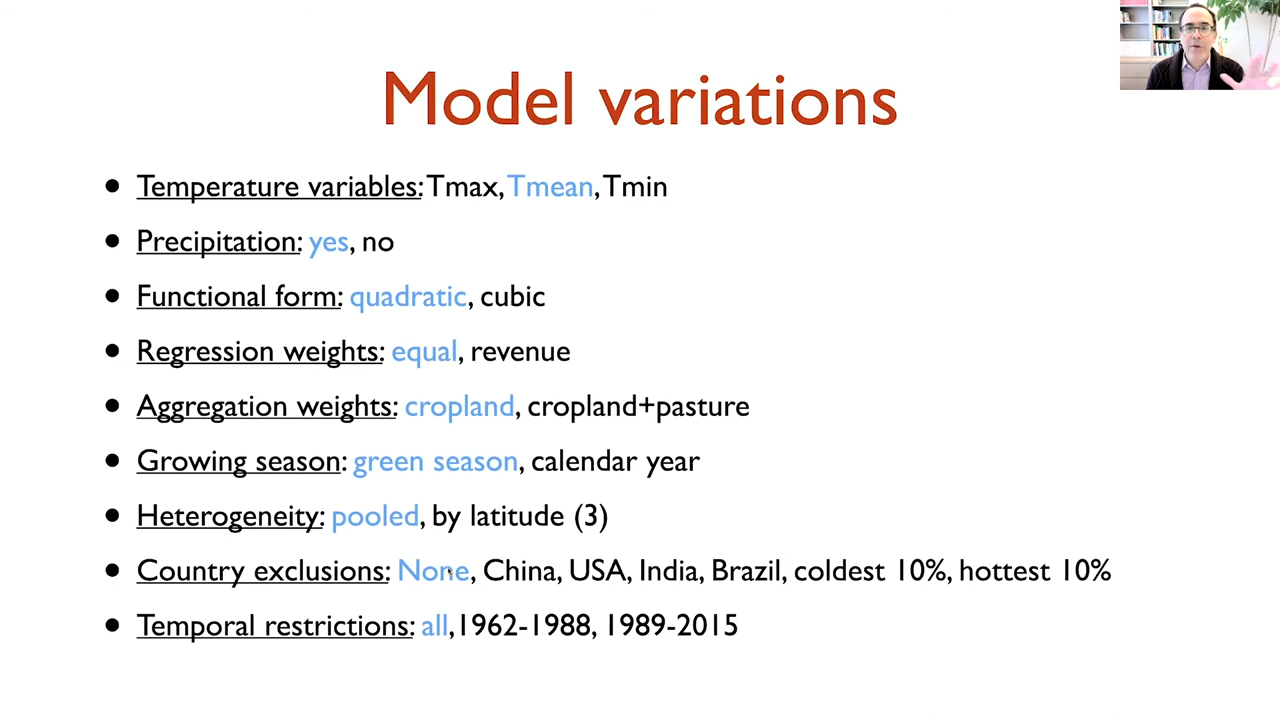 Model variations
• Temperature variables: Tmax, Tmean, Tmin
• Precipitation: yes, no
• Functional form: quadratic, cubic
• Regression weights: equal, revenue
• Aggregation weights: cropland, cropland+pasture
• Growing season: green season, calendar year
• Heterogeneity: pooled, by latitude (3)
• Country exclusions: None, China, USA, India, Brazil, coldest 10%, hottest 10%
• Temporal restrictions: all,1962-1988, 1989-2015